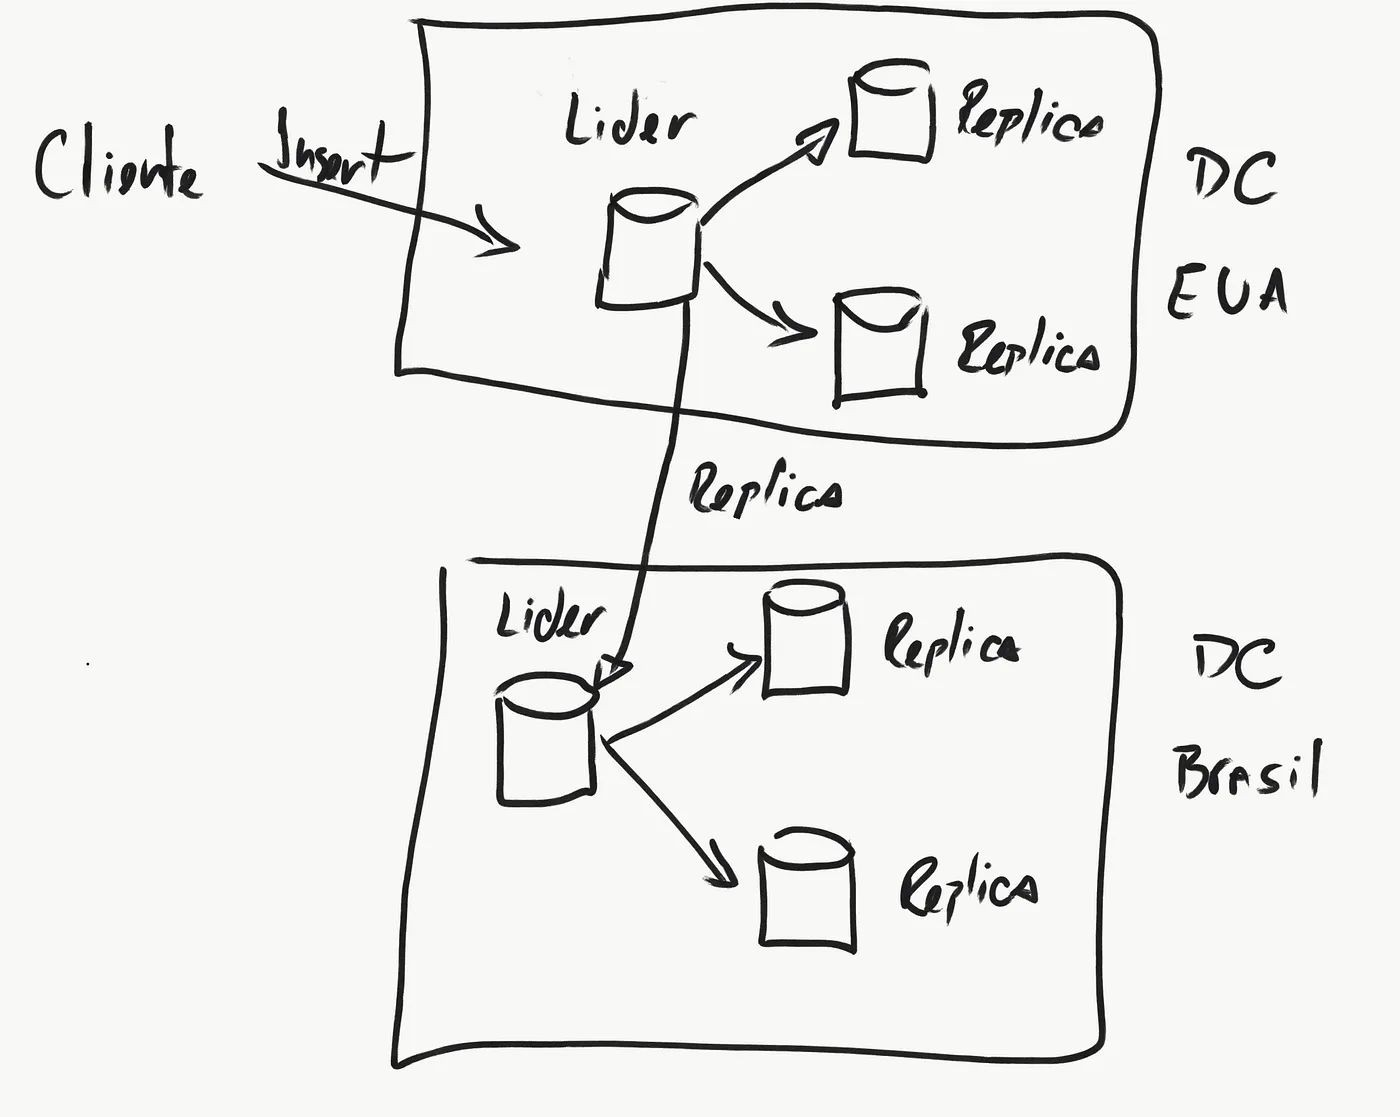 Cliente
Insert
Lider
Replica
DC
EUA
Replica
Replica
Lider
Replica
DC
Brasil
Replica